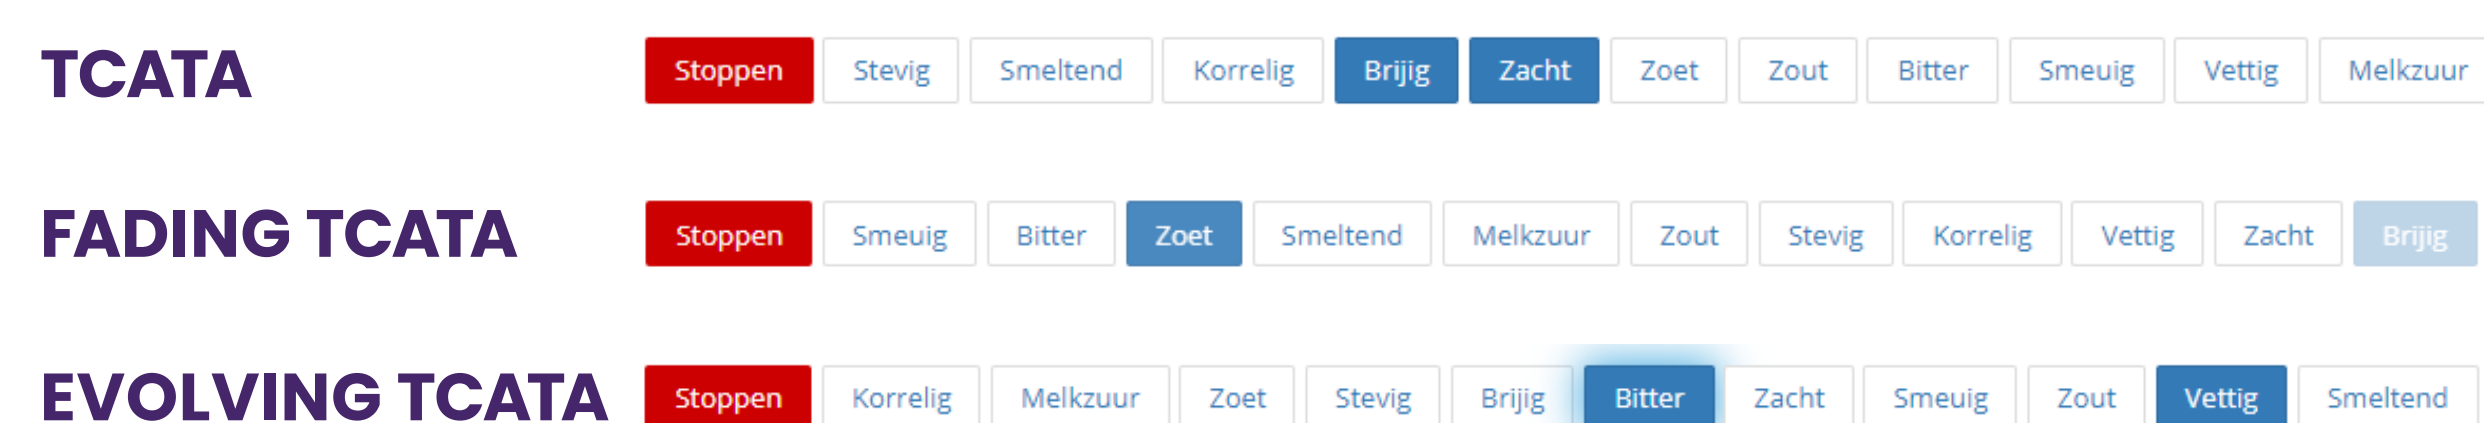 TCATA Stoppen Stevig Smeltend Korrelig Brijig Zacht Zoet Zout Bitter Smeuig Vettig Melkzuur
FADING TCATA Stoppen Smeuig Bitter Zoet Smeltend Melkzuur Zout Stevig Korrelig Vettig Zacht Brijig
EVOLVING TCATA Stoppen Korrelig Melkzuur Zoet Stevig Brijig Bitter Zacht Smeuig Zout Vettig Smeltend